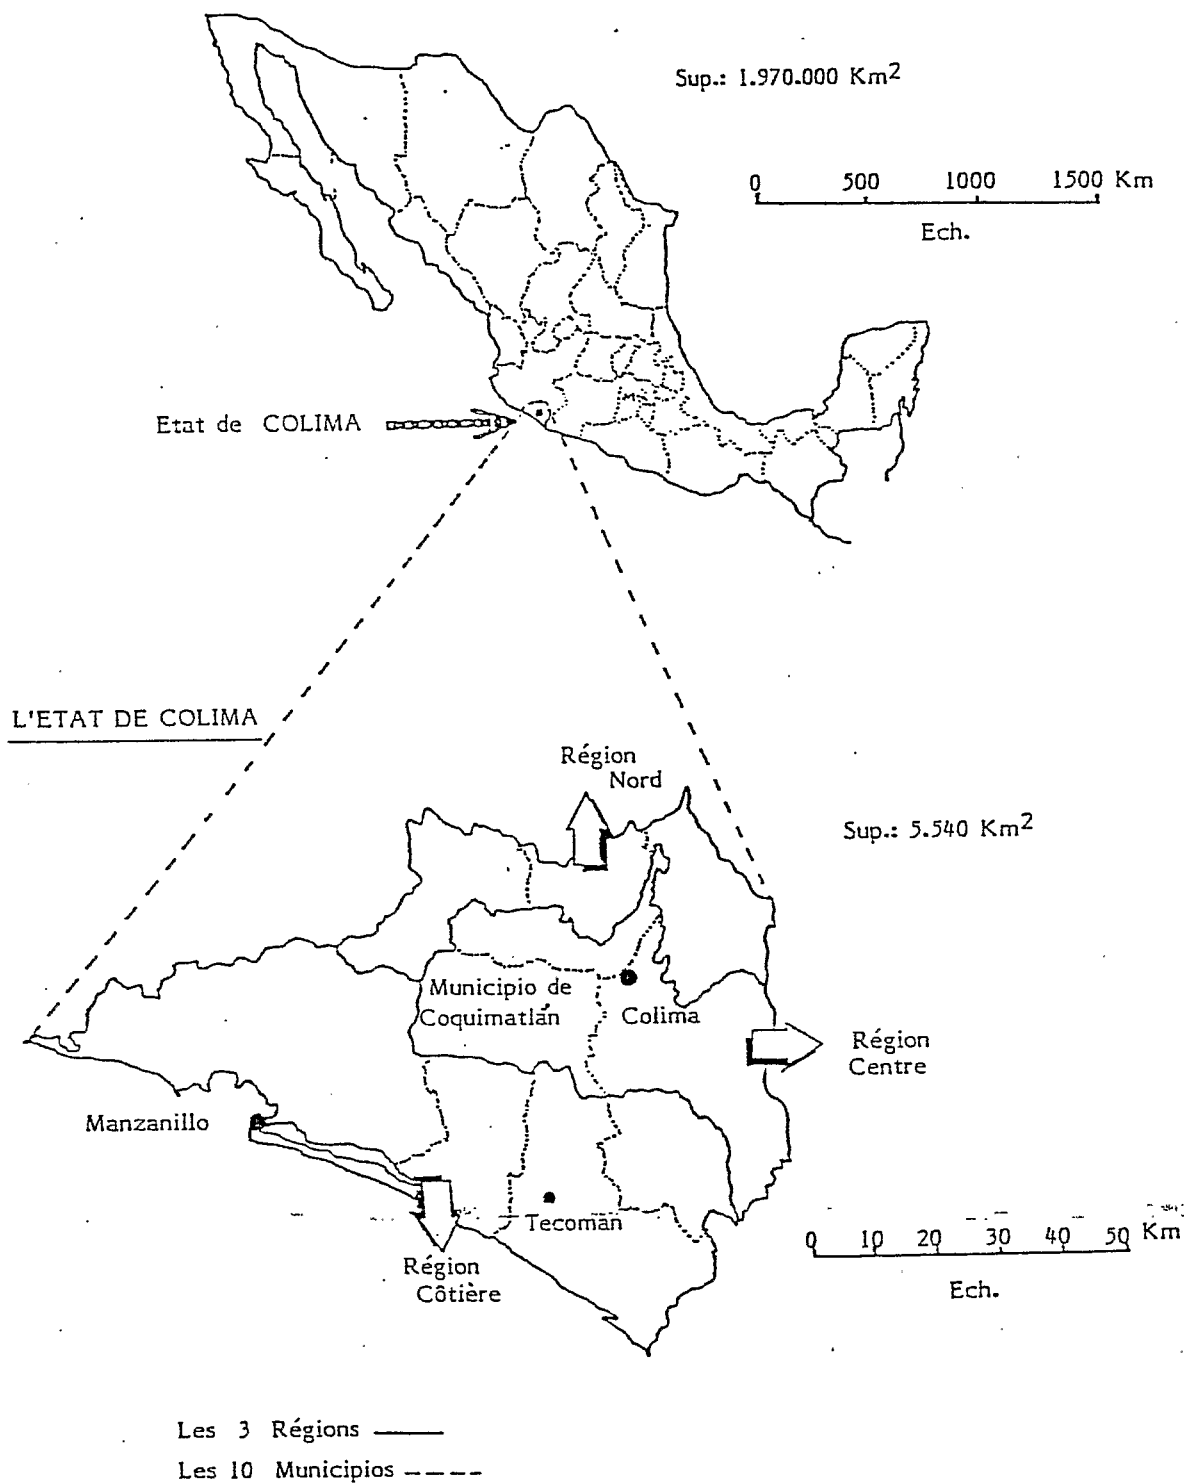 Sup.: 1.970.000 Km2
0 500 1000 1500 Km
Ech.
Etat de COLIMA
L'ETAT DE COLIMA
Région
Nord
Sup.: 5.540 Km2
Municipio de
Coquimatlán
Colima
Région
Centre
Manzanillo
Tecoman
0 10 20 30 40 50 Km
Ech.
Région
Côtière
Les 3 Régions
Les 10 Municipios